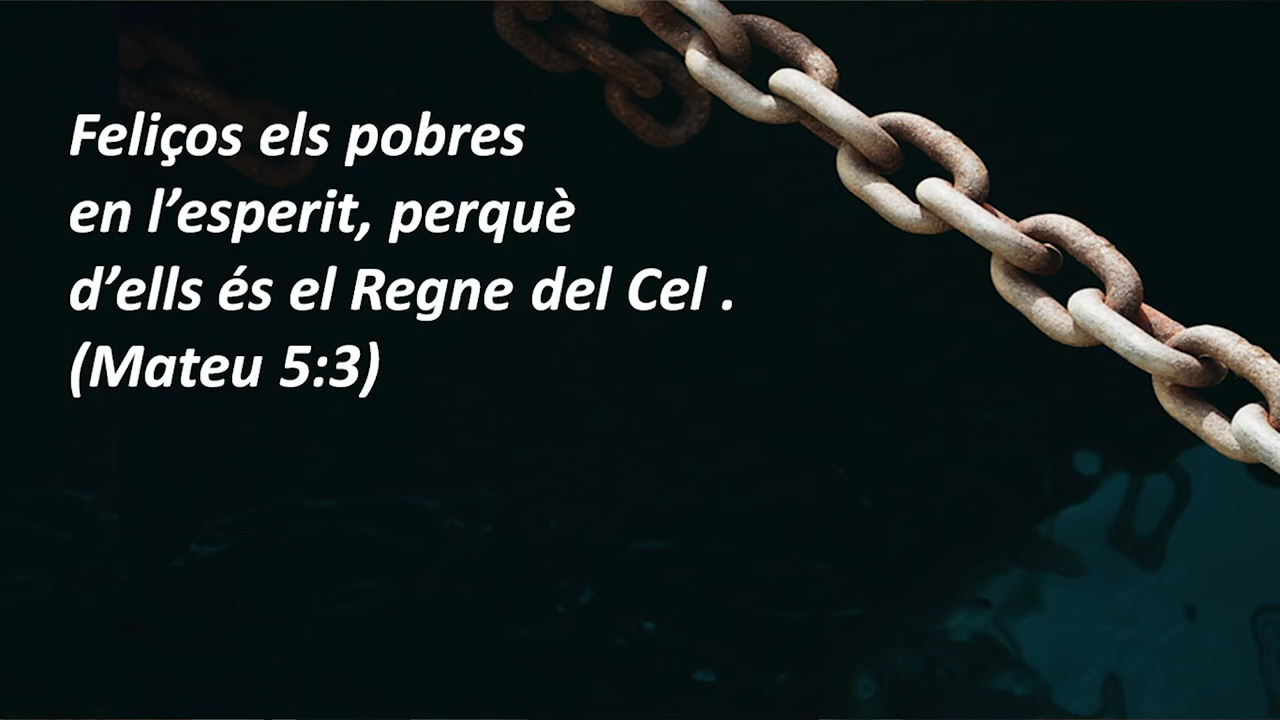 Feliços els pobres
en l’esperit, perquè
d’ells és el Regne del Cel .
(Mateu 5:3)